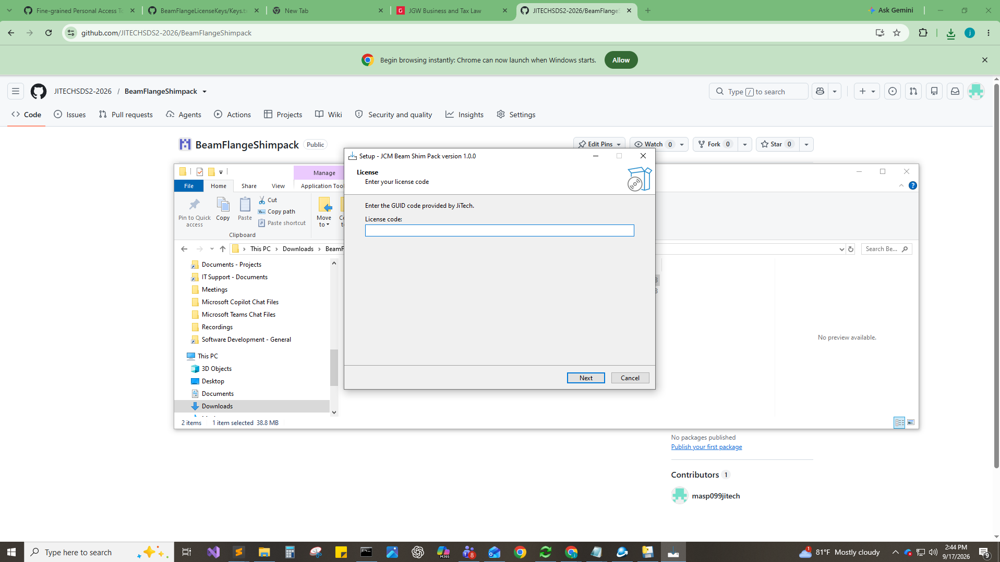 Fine-grained Personal Access To
BeamFlangeLicenseKeys/Keys.tx
New Tab
JGW Business and Tax Law
JITECHSDS2-2026/BeamFlangeS
Ask Gemini
github.com/JITECHSDS2-2026/BeamFlangeShimpack
j
Begin browsing instantly: Chrome can now launch when Windows starts.
Allow
JITECHSDS2-2026 / BeamFlangeShimpack
Type / to search
Code
Issues
Pull requests
Agents
Actions
Projects
Wiki
Security and quality
Insights
Settings
BeamFlangeShimpack
Public
Edit Pins
Watch 0
Fork 0
Star 0
Setup - JCM Beam Shim Pack version 1.0.0
License
Enter your license code
Enter the GUID code provided by JiTech.
License code:
Next
Cancel
Manage
File
Home
Share
View
Application Tool
Pin to Quick
access
Copy
Paste
Cut
Copy path
Paste shortcut
Clipboard
Move
to
This PC
Downloads
BeamF
Search Be...
Documents - Projects
IT Support - Documents
Meetings
Microsoft Copilot Chat Files
Microsoft Teams Chat Files
Recordings
Software Development - General
This PC
3D Objects
Desktop
Documents
Downloads
No preview available.
2 items
1 item selected 38.8 MB
No packages published
Publish your first package
Contributors 1
masp099jitech
Type here to search
M365
8
1
81°F Mostly cloudy
2:44 PM
9/17/2026
9